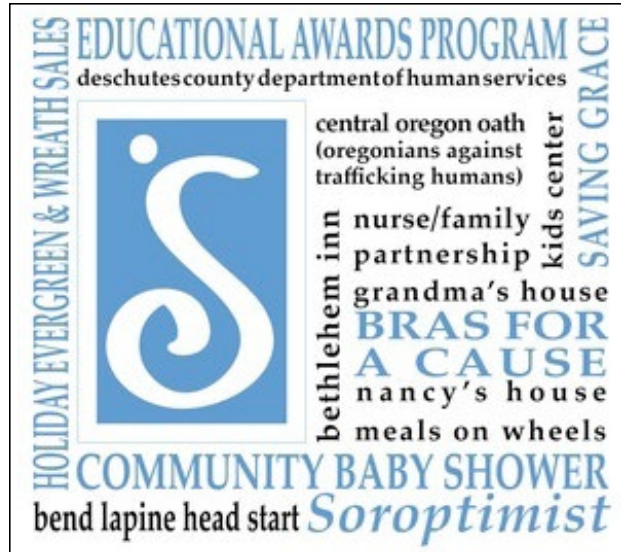 HOLIDAY EVERGREEN & WREATH SALES
EDUCATIONAL AWARDS PROGRAM
deschutes county department of human services
SAVING GRACE
kids center
central oregon oath
(oregonians against
trafficking humans)
bethlehem inn
nurse/family
partnership
grandma's house
BRAS FOR
A CAUSE
nancy's house
meals on wheels
COMMUNITY BABY SHOWER
bend lapine head start Soroptimist